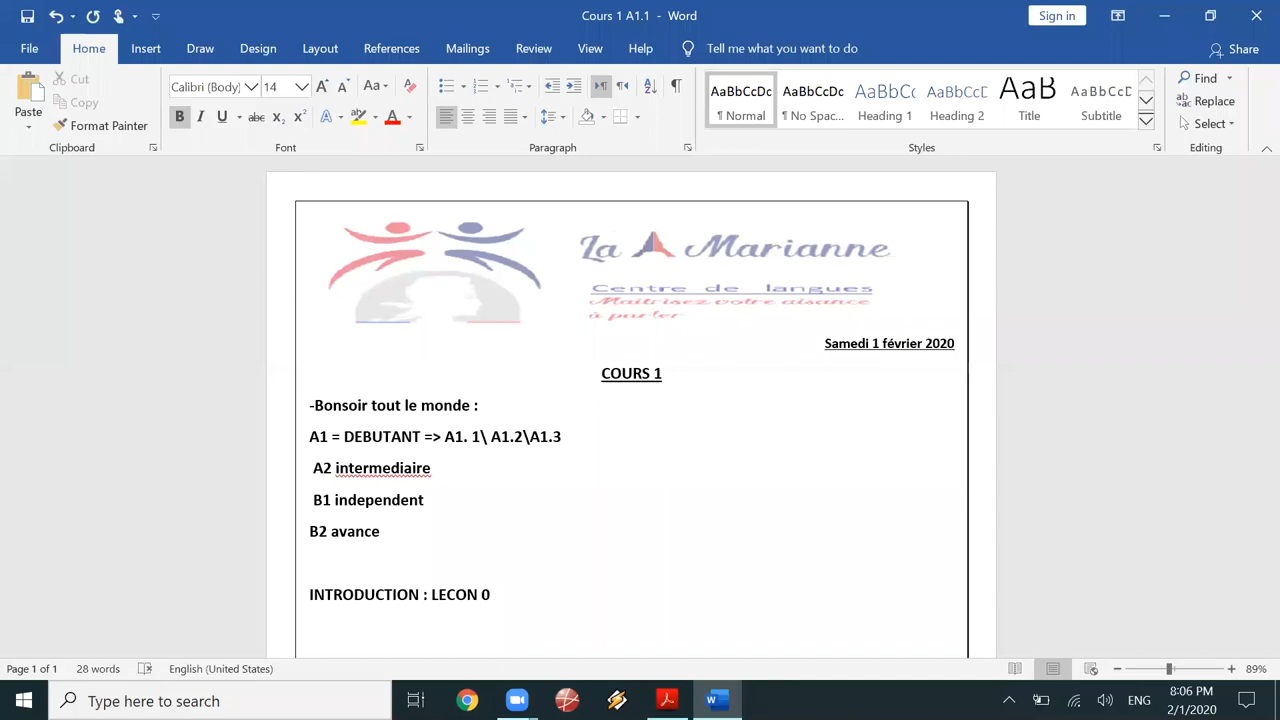 Cours 1 A1.1 - Word
Sign in
File Home Insert Draw Design Layout References Mailings Review View Help Tell me what you want to do Share
Paste
Cut
Copy
Format Painter
Clipboard
Calibri (Body) 14
Font
Paragraph
AaBbCcDc AaBbCcDc AaBbCc AaBbCcD AaB AaBbCcD
¶ Normal ¶ No Spac... Heading 1 Heading 2 Title Subtitle
Styles
Find
Replace
Select
Editing
La Marianne
Centre de langues
Maitrisez votre aisance
à parler
Samedi 1 février 2020
COURS 1
-Bonsoir tout le monde :
A1 = DEBUTANT => A1. 1\ A1.2\A1.3
A2 intermediaire
B1 independent
B2 avance
INTRODUCTION : LECON 0
Page 1 of 1 28 words English (United States) 89%
Type here to search
ENG
8:06 PM
2/1/2020